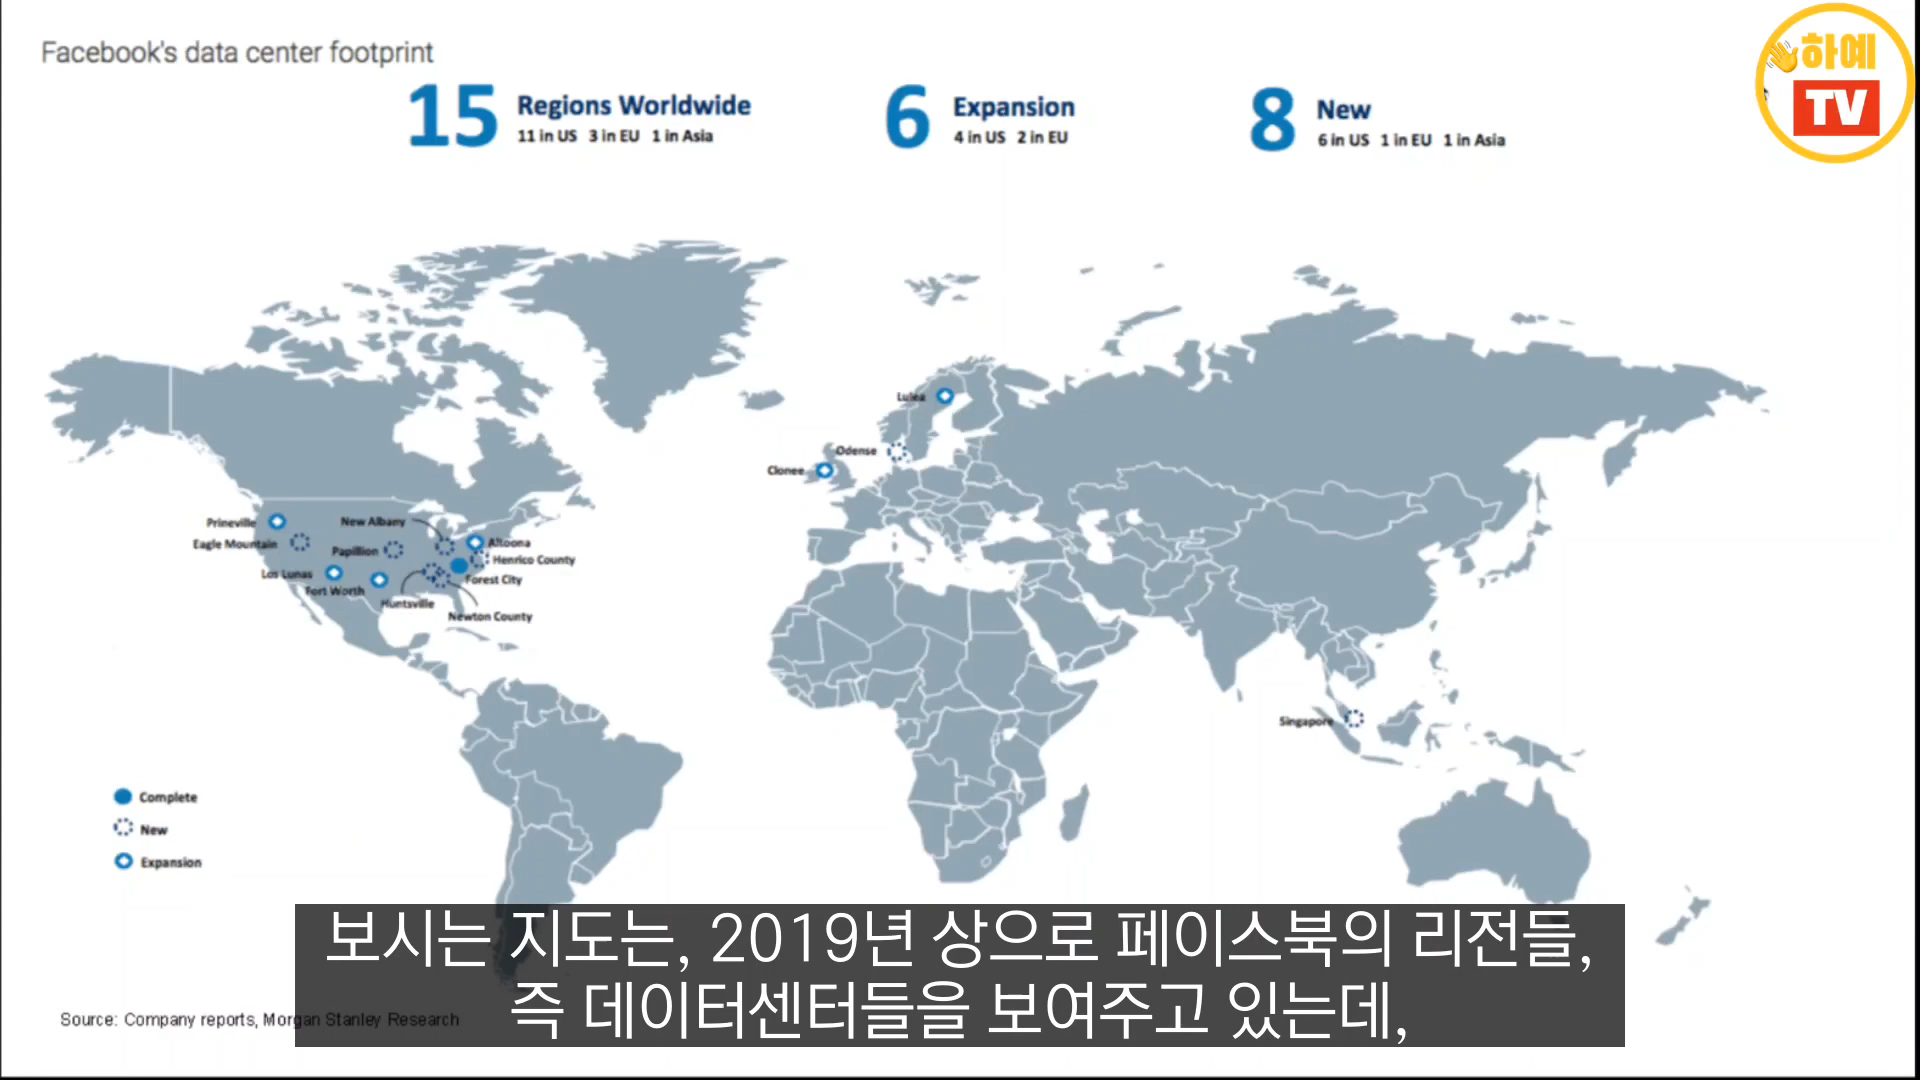 Facebook's data center footprint
하예
TV
15 Regions Worldwide
11 in US 3 in EU 1 in Asia
6 Expansion
4 in US 2 in EU
8 New
6 in US 1 in EU 1 in Asia
Lulea
Odense
Clonee
Prineville
New Albany
Eagle Mountain
Papillion
Altoona
Henrico County
Los Lunas
Fort Worth
Forest City
Huntsville
Newton County
Singapore
Complete
New
Expansion
보시는 지도는, 2019년 상으로 페이스북의 리전들,
즉 데이터센터들을 보여주고 있는데,
Source: Company reports, Morgan Stanley Research